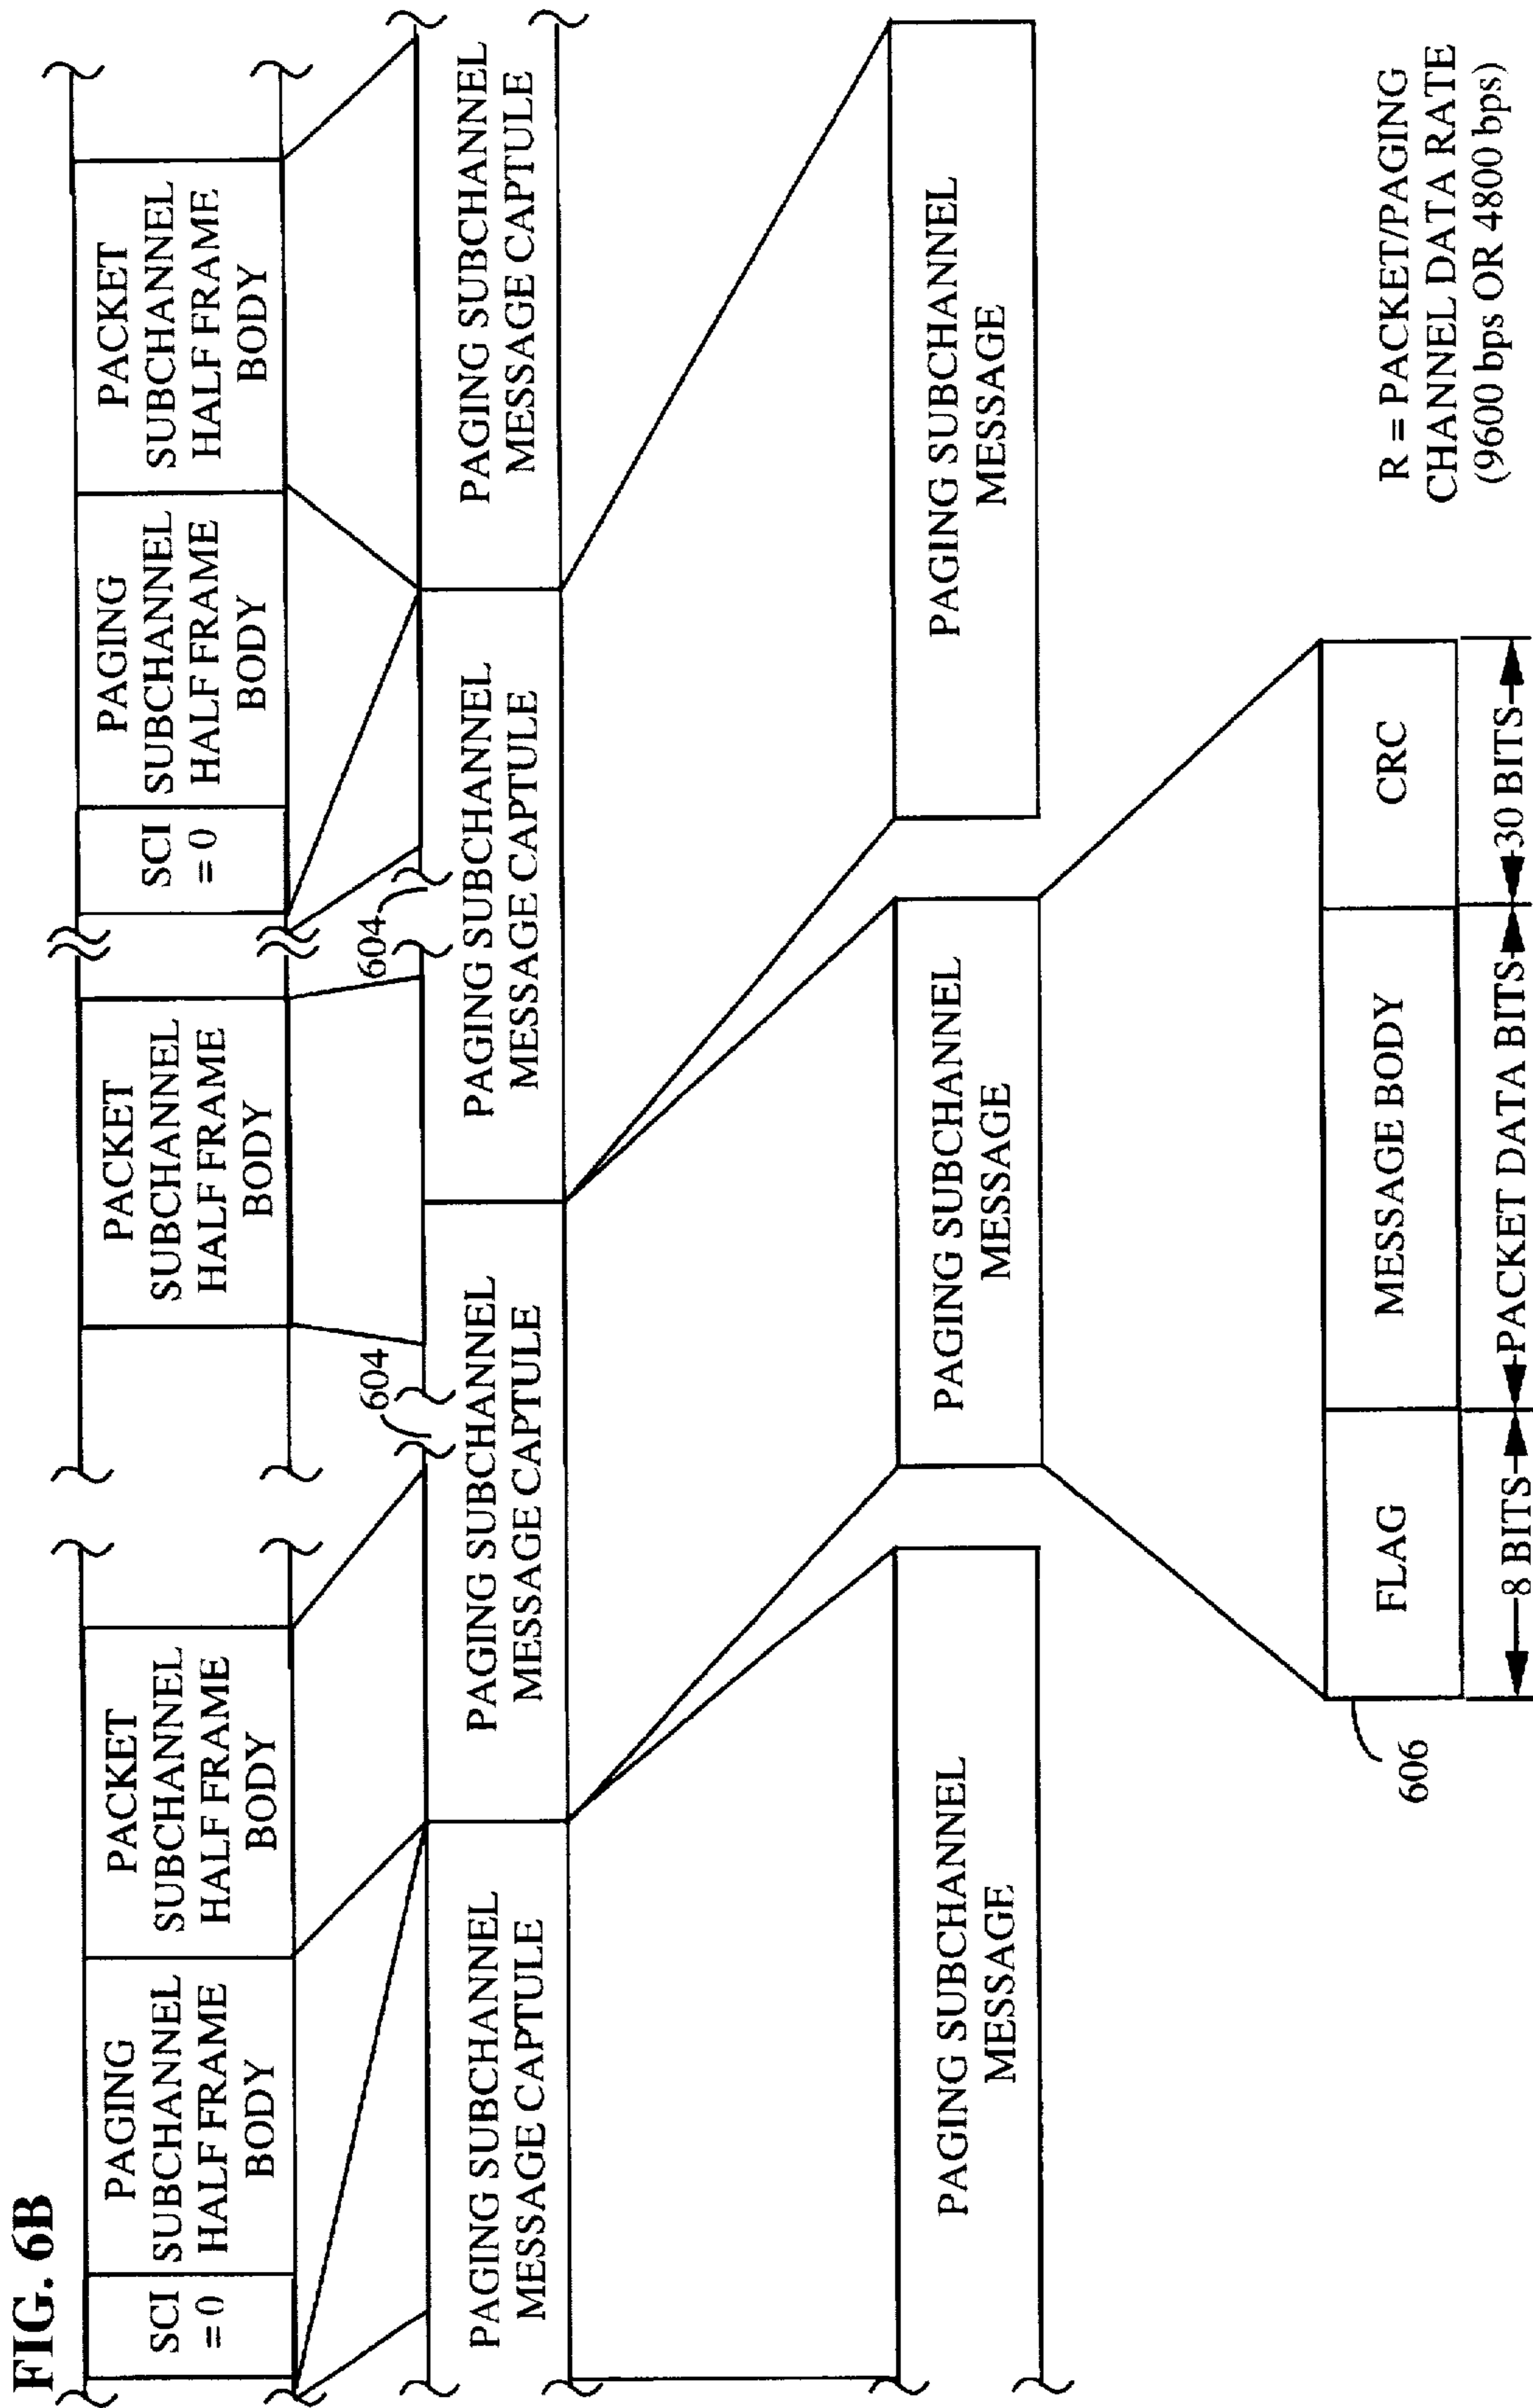 FIG. 6B
SCI
= 0
PAGING
SUBCHANNEL
HALF FRAME
BODY
PACKET
SUBCHANNEL
HALF FRAME
BODY
PACKET
SUBCHANNEL
HALF FRAME
BODY
SCI
= 0
PAGING
SUBCHANNEL
HALF FRAME
BODY
PACKET
SUBCHANNEL
HALF FRAME
BODY
604
604
PAGING SUBCHANNEL
MESSAGE CAPTULE
PAGING SUBCHANNEL
MESSAGE CAPTULE
PAGING SUBCHANNEL
MESSAGE CAPTULE
PAGING SUBCHANNEL
MESSAGE CAPTULE
PAGING SUBCHANNEL
MESSAGE
PAGING SUBCHANNEL
MESSAGE
PAGING SUBCHANNEL
MESSAGE
606
FLAG
MESSAGE BODY
CRC
8 BITS
PACKET DATA BITS
30 BITS
R = PACKET/PAGING
CHANNEL DATA RATE
(9600 bps OR 4800 bps)